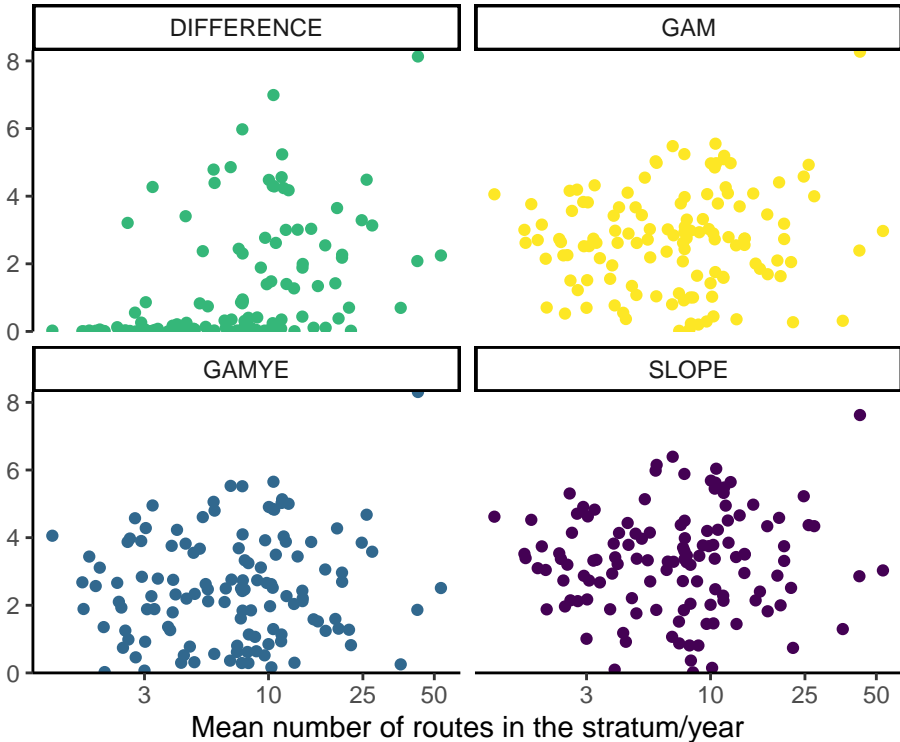 DIFFERENCE GAM
8
6
4
2
0
GAMYE SLOPE
8
6
4
2
0
3 10 25 50 3 10 25 50
Mean number of routes in the stratum/year